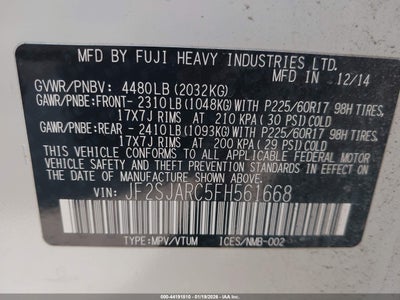 MFD BY FUJI HEAVY INDUSTRIES LTD.
IN JAPAN 12/14
GVWR/PNBV: 4480LB (2032KG)
GAWR/PNBE:FRONT- 2310LB (1048KG)WITH P225/60R17 98H TIRES,
17X7J RIMS AT 210 KPA (30 PSI)COLD
GAWR/PNBE:REAR - 2410LB (1093KG)WITH P225/60R17 98H TIRES,
17X7J RIMS AT 200 KPA (29 PSI)COLD
THIS VEHICLE CONFORMS TO ALL APPLICABLE FEDERAL MOTOR
VEHICLE SAFETY, BUMPER, AND THEFT PREVENTION STANDARDS
IN EFFECT ON THE DATE OF MANUFACTURE SHOWN ABOVE.
VIN: JF2SJARC5FH561668
TYPE:MPV/VTUM ICES/NMB-002